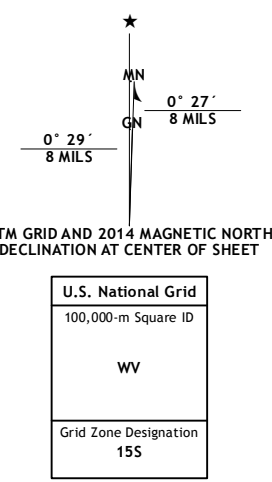 MN
0° 27´
8 MILS
GN
0° 29´
8 MILS
TM GRID AND 2014 MAGNETIC NORTH
DECLINATION AT CENTER OF SHEET
U.S. National Grid
100,000-m Square ID
WV
Grid Zone Designation
15S